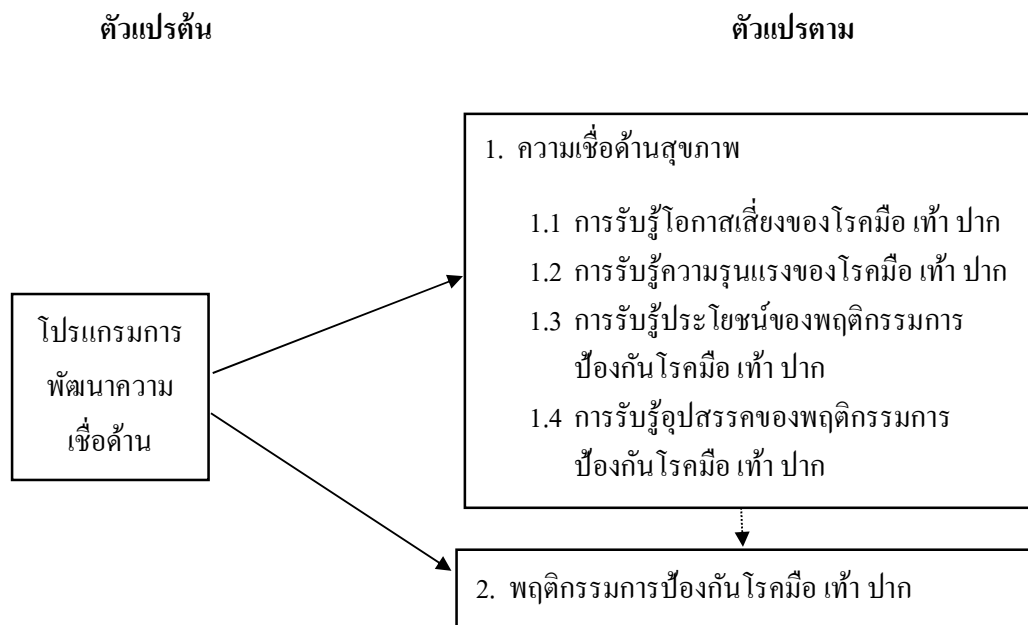 ตัวแปรต้น
ตัวแปรตาม
โปรแกรมการ
พัฒนาความ
เชื่อด้าน
1. ความเชื่อด้านสุขภาพ
1.1 การรับรู้โอกาสเสี่ยงของโรคมือ เท้า ปาก
1.2 การรับรู้ความรุนแรงของโรคมือ เท้า ปาก
1.3 การรับรู้ประโยชน์ของพฤติกรรมการ
ป้องกันโรคมือ เท้า ปาก
1.4 การรับรู้อุปสรรคของพฤติกรรมการ
ป้องกันโรคมือ เท้า ปาก
2. พฤติกรรมการป้องกันโรคมือ เท้า ปาก